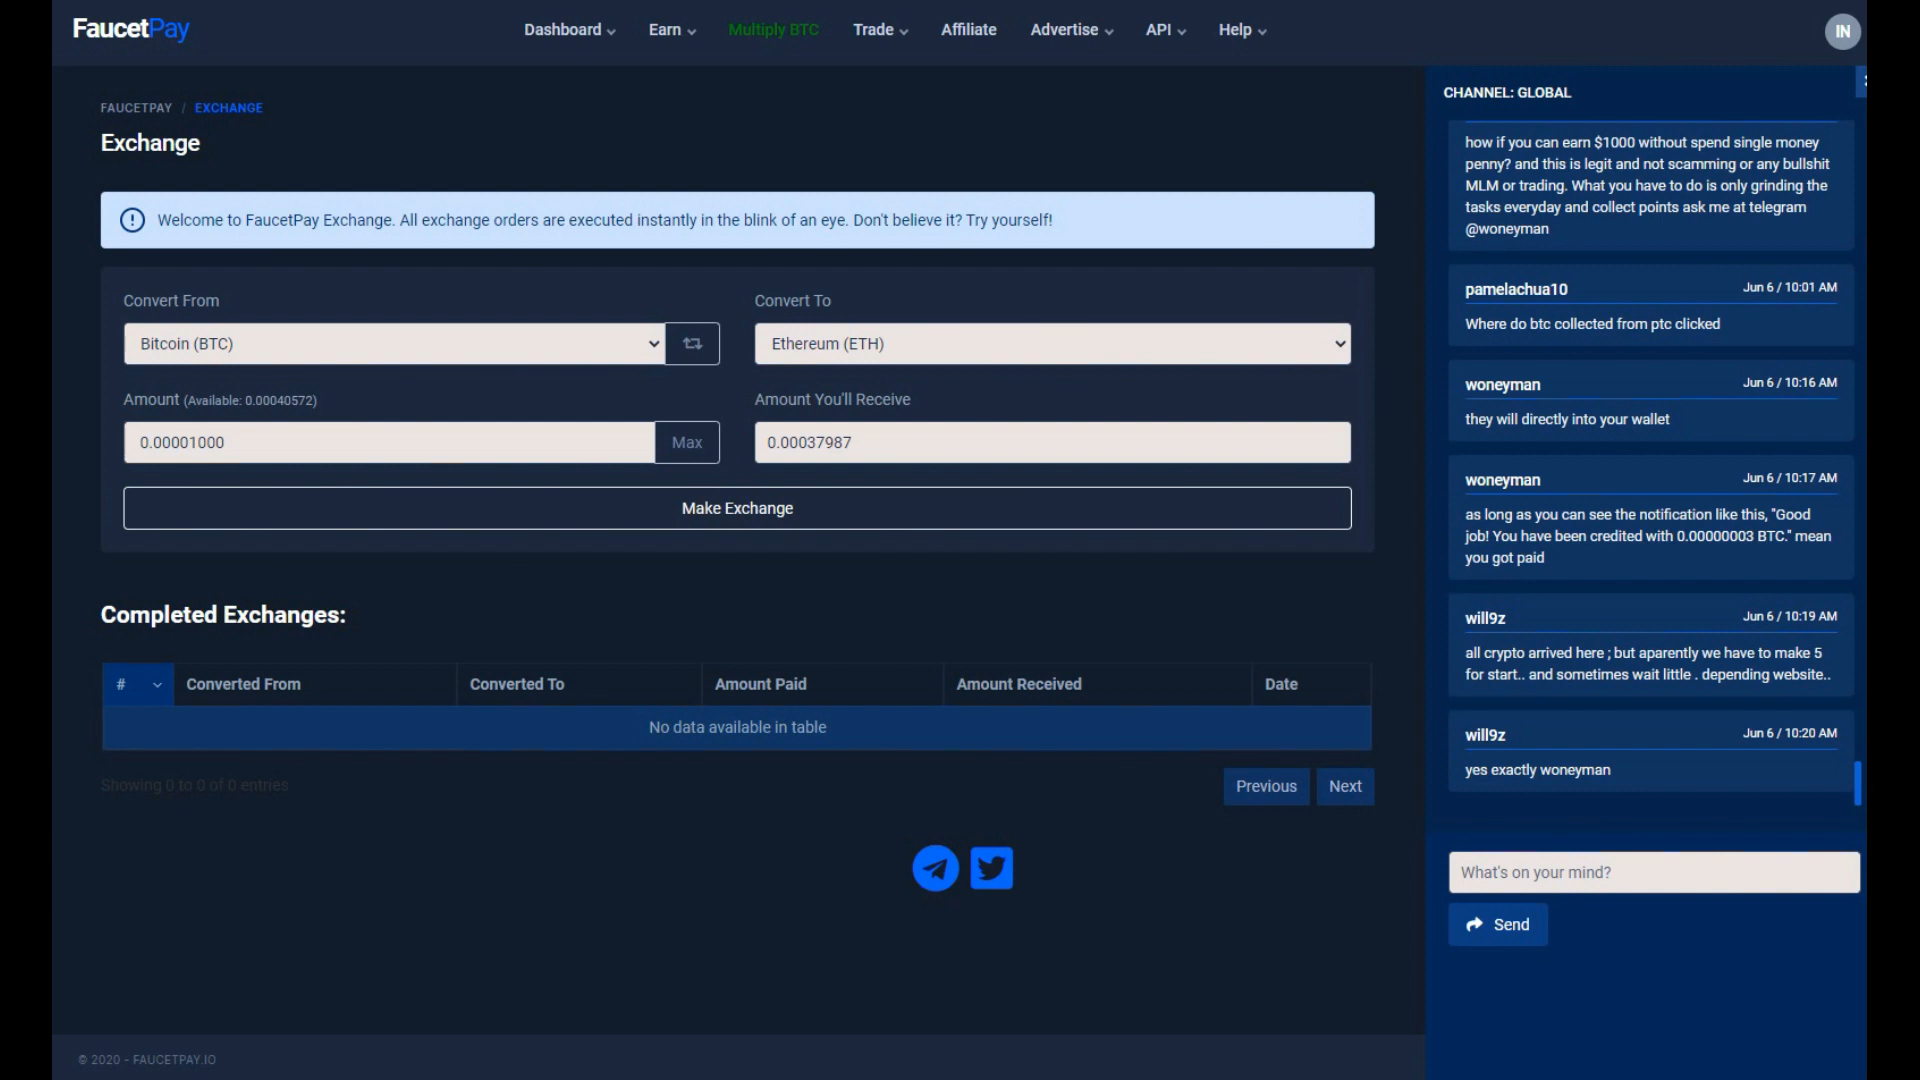 FaucetPay
Dashboard
Earn
Multiply BTC
Trade
Affiliate
Advertise
API
Help
IN
FAUCETPAY / EXCHANGE
Exchange
Welcome to FaucetPay Exchange. All exchange orders are executed instantly in the blink of an eye. Don't believe it? Try yourself!
Convert From
Convert To
Bitcoin (BTC)
Ethereum (ETH)
Amount (Available: 0.00040572)
Amount You'll Receive
0.00001000
Max
0.00037987
Make Exchange
Completed Exchanges:
# Converted From Converted To Amount Paid Amount Received Date
No data available in table
Showing 0 to 0 of 0 entries
Previous
Next
© 2020 - FAUCETPAY.IO
CHANNEL: GLOBAL
how if you can earn $1000 without spend single money
penny? and this is legit and not scamming or any bullshit
MLM or trading. What you have to do is only grinding the
tasks everyday and collect points ask me at telegram
@woneyman
pamelachua10 Jun 6 / 10:01 AM
Where do btc collected from ptc clicked
woneyman Jun 6 / 10:16 AM
they will directly into your wallet
woneyman Jun 6 / 10:17 AM
as long as you can see the notification like this, "Good
job! You have been credited with 0.00000003 BTC." mean
you got paid
will9z Jun 6 / 10:19 AM
all crypto arrived here ; but aparently we have to make 5
for start.. and sometimes wait little . depending website..
will9z Jun 6 / 10:20 AM
yes exactly woneyman
What's on your mind?
Send